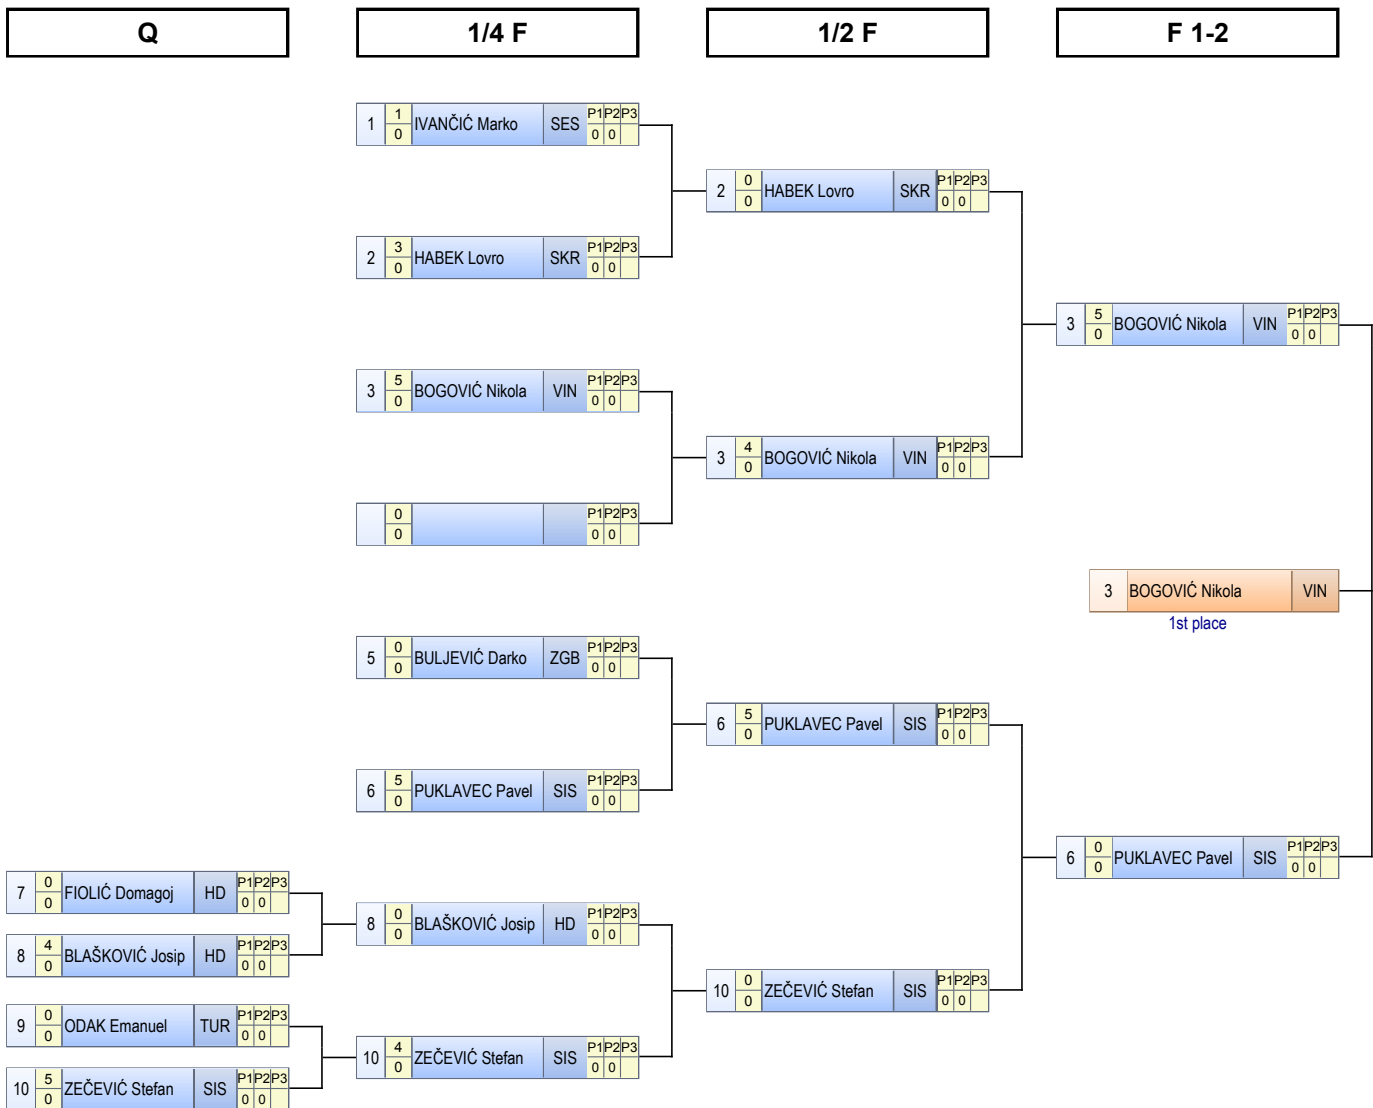 Q 1/4 F 1/2 F F 1-2
1 1 0 IVANČIĆ Marko SES P1 P2 P3 0 0
2 0 0 HABEK Lovro SKR P1 P2 P3 0 0
2 3 0 HABEK Lovro SKR P1 P2 P3 0 0
3 5 0 BOGOVIĆ Nikola VIN P1 P2 P3 0 0
3 5 0 BOGOVIĆ Nikola VIN P1 P2 P3 0 0
3 4 0 BOGOVIĆ Nikola VIN P1 P2 P3 0 0
0 0 P1 P2 P3 0 0
3 BOGOVIĆ Nikola VIN
1st place
5 0 0 BULJEVIĆ Darko ZGB P1 P2 P3 0 0
6 5 0 PUKLAVEC Pavel SIS P1 P2 P3 0 0
6 5 0 PUKLAVEC Pavel SIS P1 P2 P3 0 0
6 0 0 PUKLAVEC Pavel SIS P1 P2 P3 0 0
7 0 0 FIOLIĆ Domagoj HD P1 P2 P3 0 0
8 0 0 BLAŠKOVIĆ Josip HD P1 P2 P3 0 0
8 4 0 BLAŠKOVIĆ Josip HD P1 P2 P3 0 0
10 0 0 ZEČEVIĆ Stefan SIS P1 P2 P3 0 0
9 0 0 ODAK Emanuel TUR P1 P2 P3 0 0
10 4 0 ZEČEVIĆ Stefan SIS P1 P2 P3 0 0
10 5 0 ZEČEVIĆ Stefan SIS P1 P2 P3 0 0